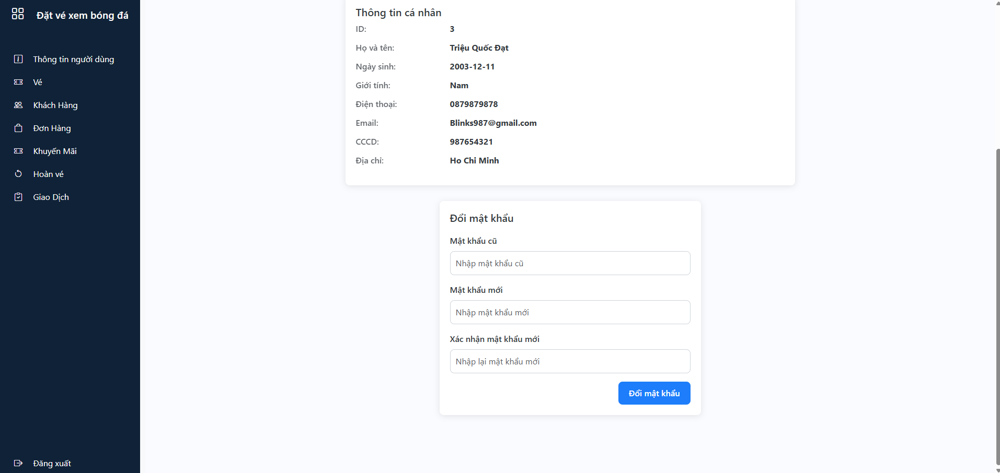 Đặt vé xem bóng đá
Thông tin người dùng
Vé
Khách Hàng
Đơn Hàng
Khuyến Mãi
Hoàn vé
Giao Dịch
Đăng xuất
Thông tin cá nhân
ID: 3
Họ và tên: Triệu Quốc Đạt
Ngày sinh: 2003-12-11
Giới tính: Nam
Điện thoại: 0879879878
Email: Blinks987@gmail.com
CCCD: 987654321
Địa chỉ: Ho Chi Minh
Đổi mật khẩu
Mật khẩu cũ
Nhập mật khẩu cũ
Mật khẩu mới
Nhập mật khẩu mới
Xác nhận mật khẩu mới
Nhập lại mật khẩu mới
Đổi mật khẩu